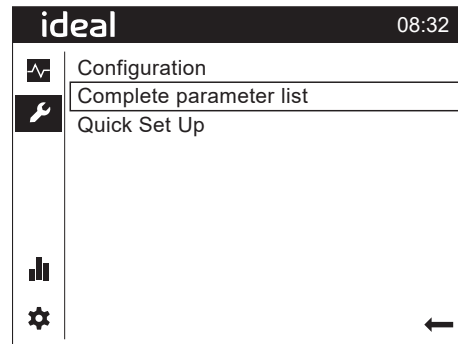 ideal 08:32
Configuration
Complete parameter list
Quick Set Up